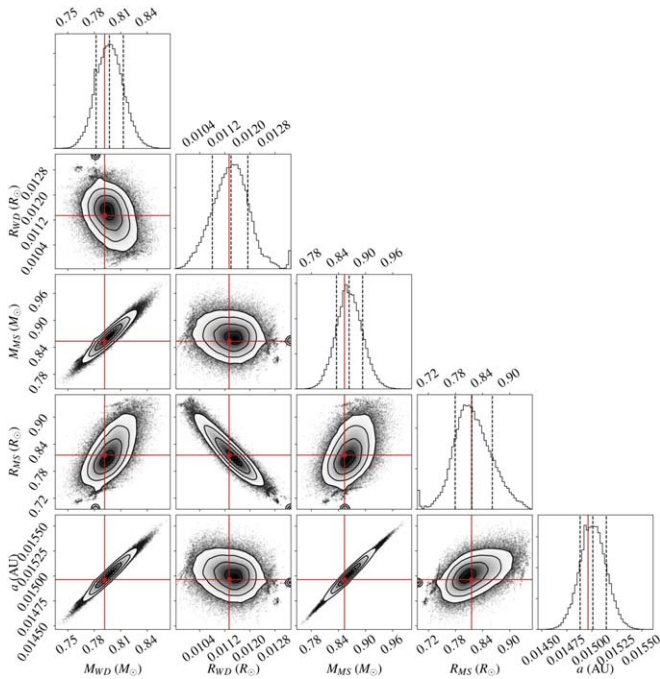 0.75 0.78 0.81 0.84
0.0104 0.0112 0.0120 0.0128
R_WD (R_☉)
0.0128
0.0120
0.0112
0.0104
0.78 0.84 0.90 0.96
M_MS (M_☉)
0.96
0.90
0.84
0.78
0.72 0.78 0.84 0.90
R_MS (R_☉)
0.90
0.84
0.78
0.72
a (AU)
0.01550
0.01525
0.01500
0.01475
0.01450
0.75 0.78 0.81 0.84
0.0104 0.0112 0.0120 0.0128
0.78 0.84 0.90 0.96
0.72 0.78 0.84 0.90
0.01450 0.01475 0.01500 0.01525 0.01550
M_WD (M_☉) R_WD (R_☉) M_MS (M_☉) R_MS (R_☉) a (AU)